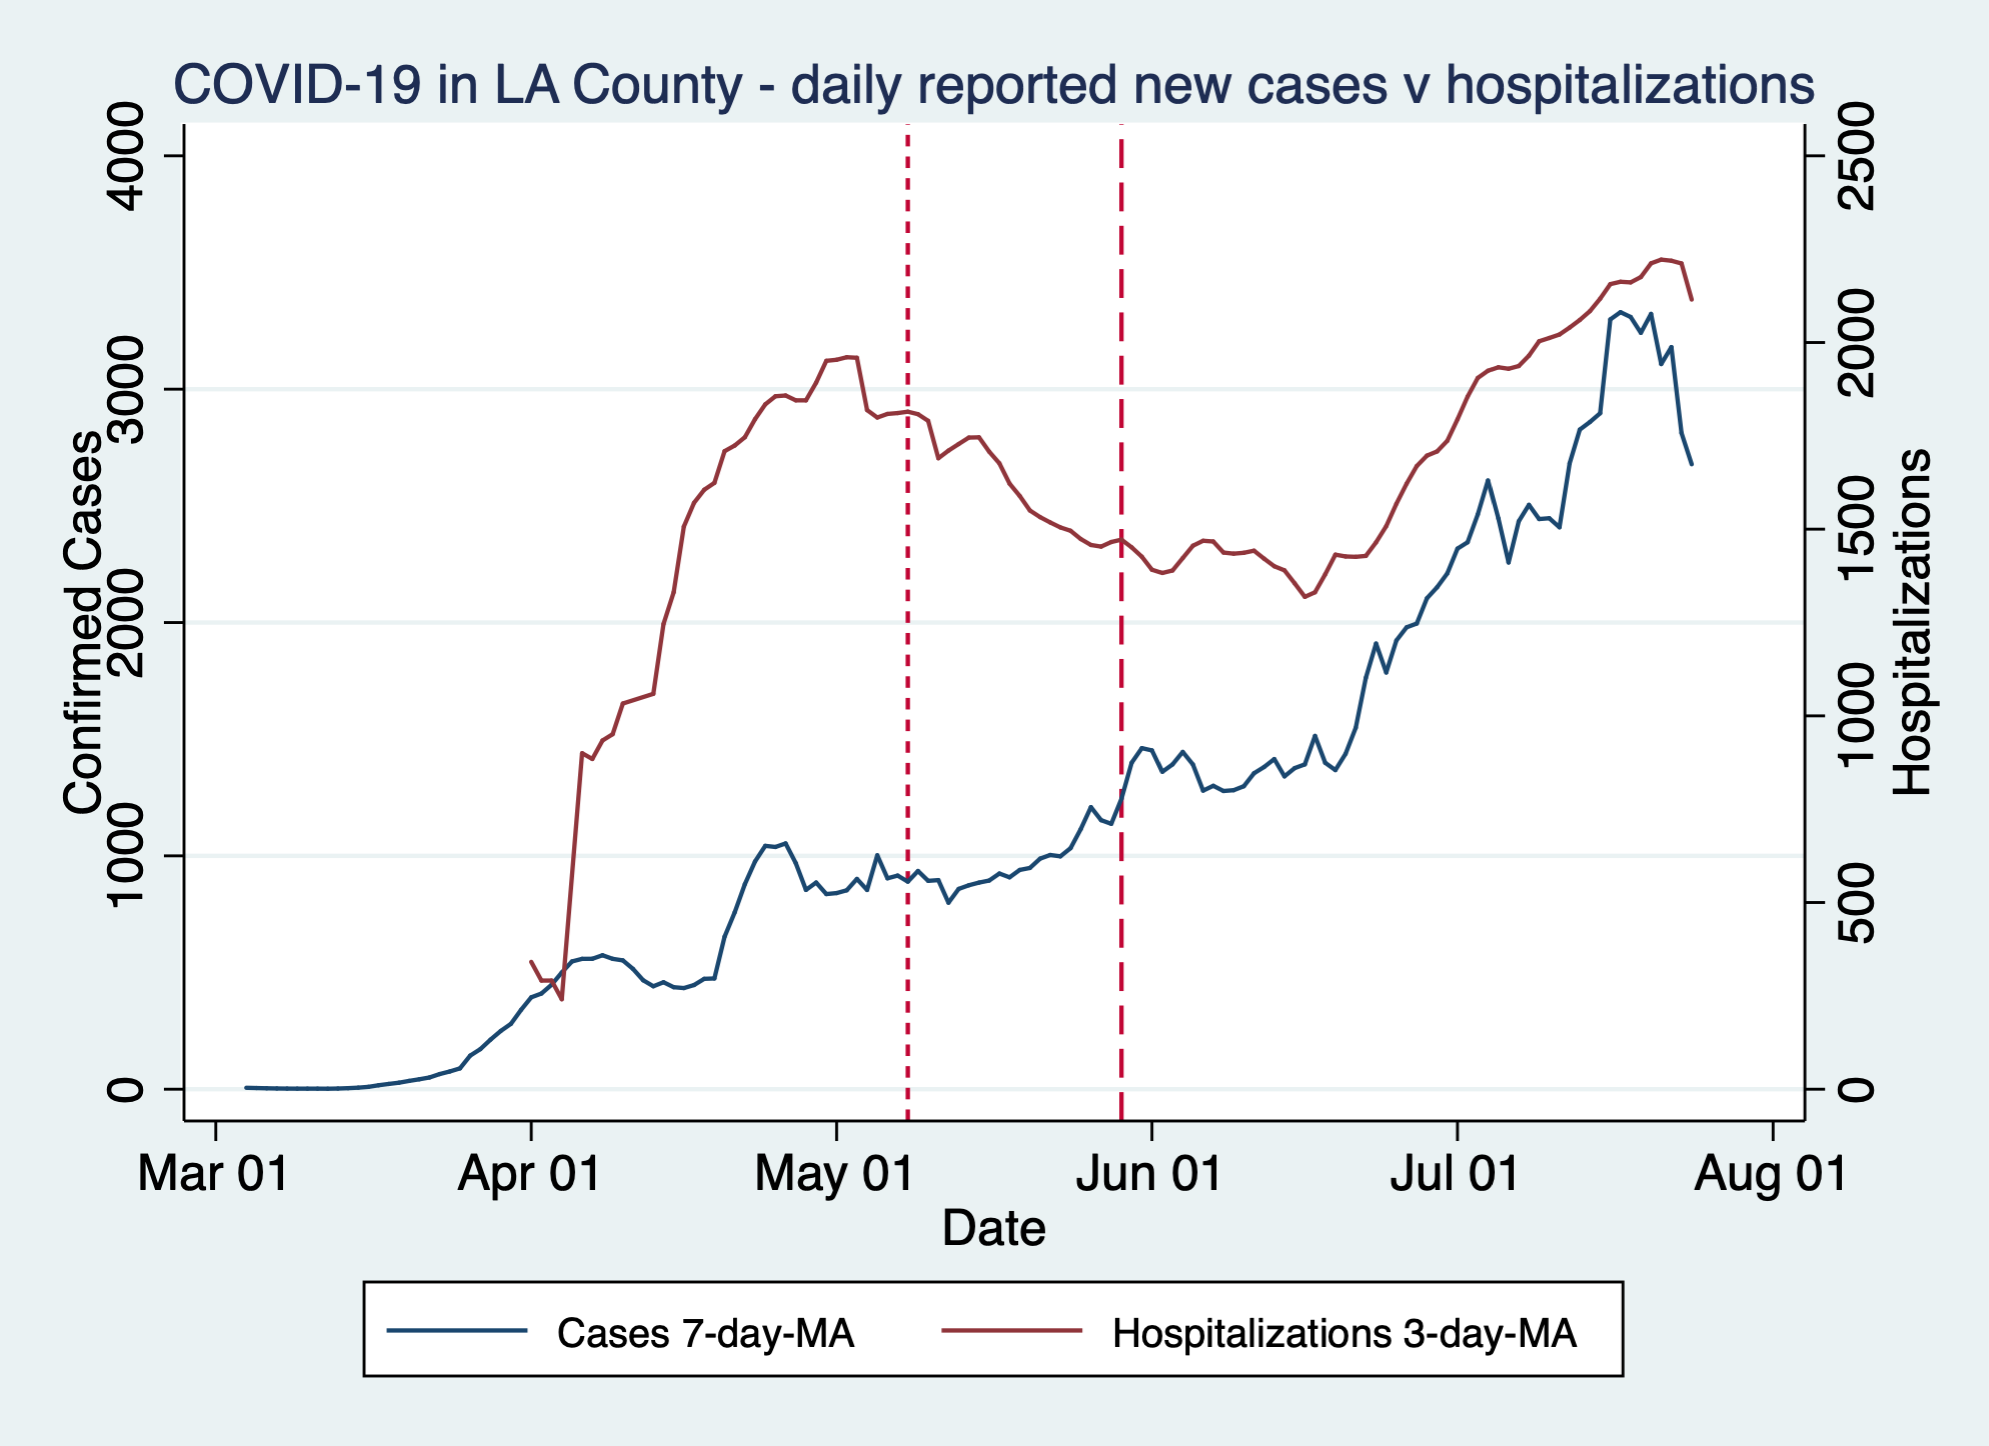 COVID-19 in LA County - daily reported new cases v hospitalizations
Confirmed Cases
4000
3000
2000
1000
0
2500
2000
1500
1000
500
0
Hospitalizations
Mar 01 Apr 01 May 01 Jun 01 Jul 01 Aug 01
Date
Cases 7-day-MA Hospitalizations 3-day-MA